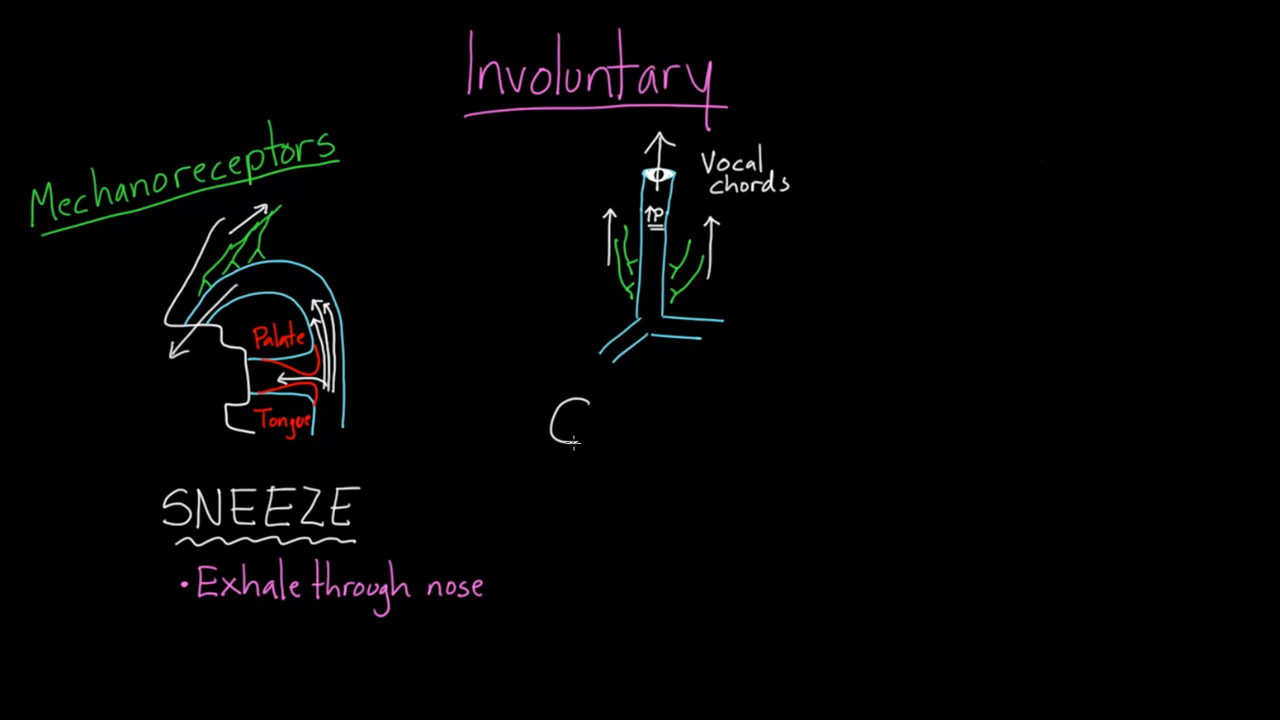 Involuntary
Mechanoreceptors
Vocal
chords
↑P
Palate
Tongue
C
SNEEZE
• Exhale through nose